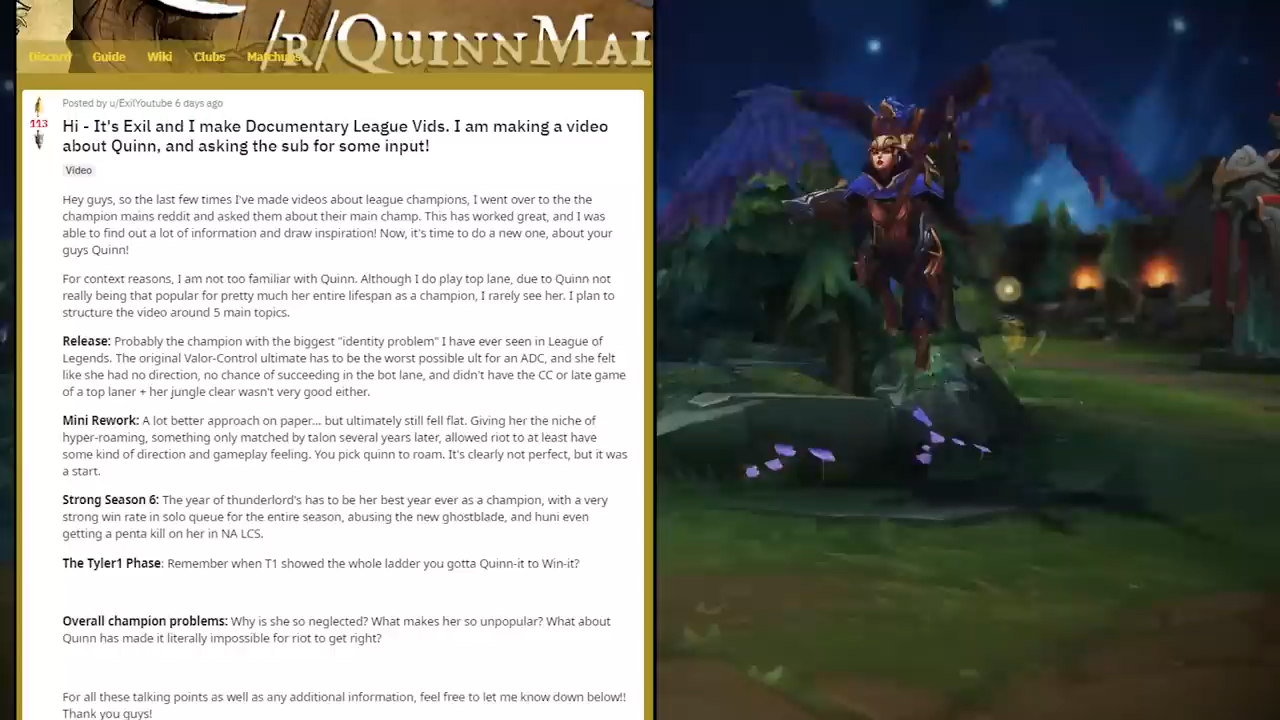 /r/QuinnMai
Discord Guide Wiki Clubs Matchups
Posted by u/ExilYoutube 6 days ago
113
Hi - It's Exil and I make Documentary League Vids. I am making a video
about Quinn, and asking the sub for some input!
Video
Hey guys, so the last few times I've made videos about league champions, I went over to the the
champion mains reddit and asked them about their main champ. This has worked great, and I was
able to find out a lot of information and draw inspiration! Now, it's time to do a new one, about your
guys Quinn!
For context reasons, I am not too familiar with Quinn. Although I do play top lane, due to Quinn not
really being that popular for pretty much her entire lifespan as a champion, I rarely see her. I plan to
structure the video around 5 main topics.
Release: Probably the champion with the biggest "identity problem" I have ever seen in League of
Legends. The original Valor-Control ultimate has to be the worst possible ult for an ADC, and she felt
like she had no direction, no chance of succeeding in the bot lane, and didn't have the CC or late game
of a top laner + her jungle clear wasn't very good either.
Mini Rework: A lot better approach on paper... but ultimately still fell flat. Giving her the niche of
hyper-roaming, something only matched by talon several years later, allowed riot to at least have
some kind of direction and gameplay feeling. You pick quinn to roam. It's clearly not perfect, but it was
a start.
Strong Season 6: The year of thunderlord's has to be her best year ever as a champion, with a very
strong win rate in solo queue for the entire season, abusing the new ghostblade, and huni even
getting a penta kill on her in NA LCS.
The Tyler1 Phase: Remember when T1 showed the whole ladder you gotta Quinn-it to Win-it?
Overall champion problems: Why is she so neglected? What makes her so unpopular? What about
Quinn has made it literally impossible for riot to get right?
For all these talking points as well as any additional information, feel free to let me know down below!!
Thank you guys!